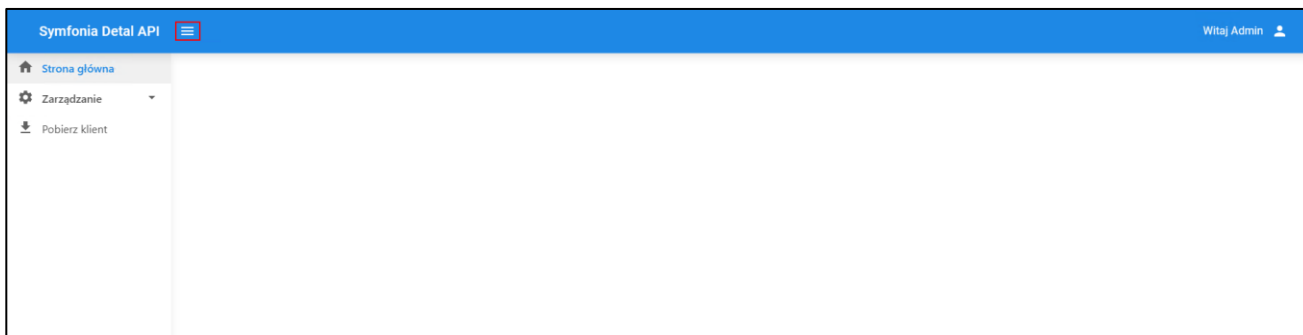 Symfonia Detal API
Witaj Admin
Strona główna
Zarządzanie
Pobierz klient